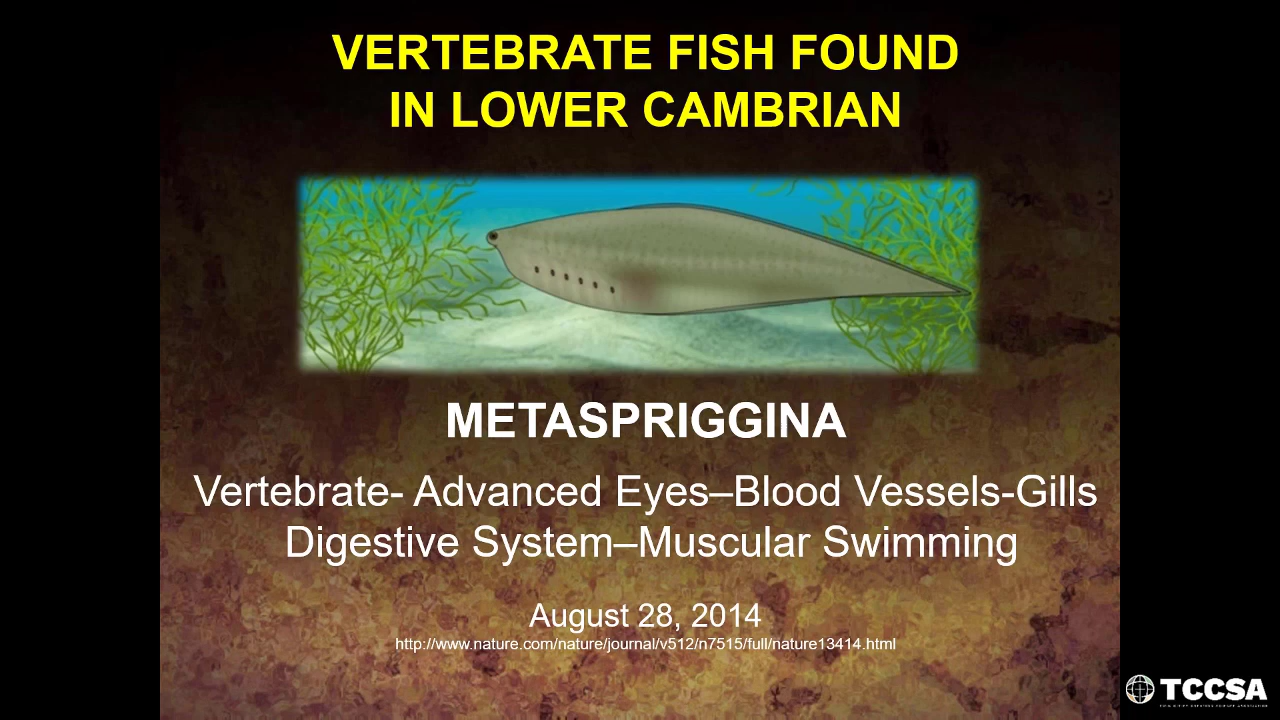 VERTEBRATE FISH FOUND
IN LOWER CAMBRIAN
METASPRIGGINA
Vertebrate- Advanced Eyes–Blood Vessels-Gills
Digestive System–Muscular Swimming
August 28, 2014
http://www.nature.com/nature/journal/v512/n7515/full/nature13414.html
TCCSA